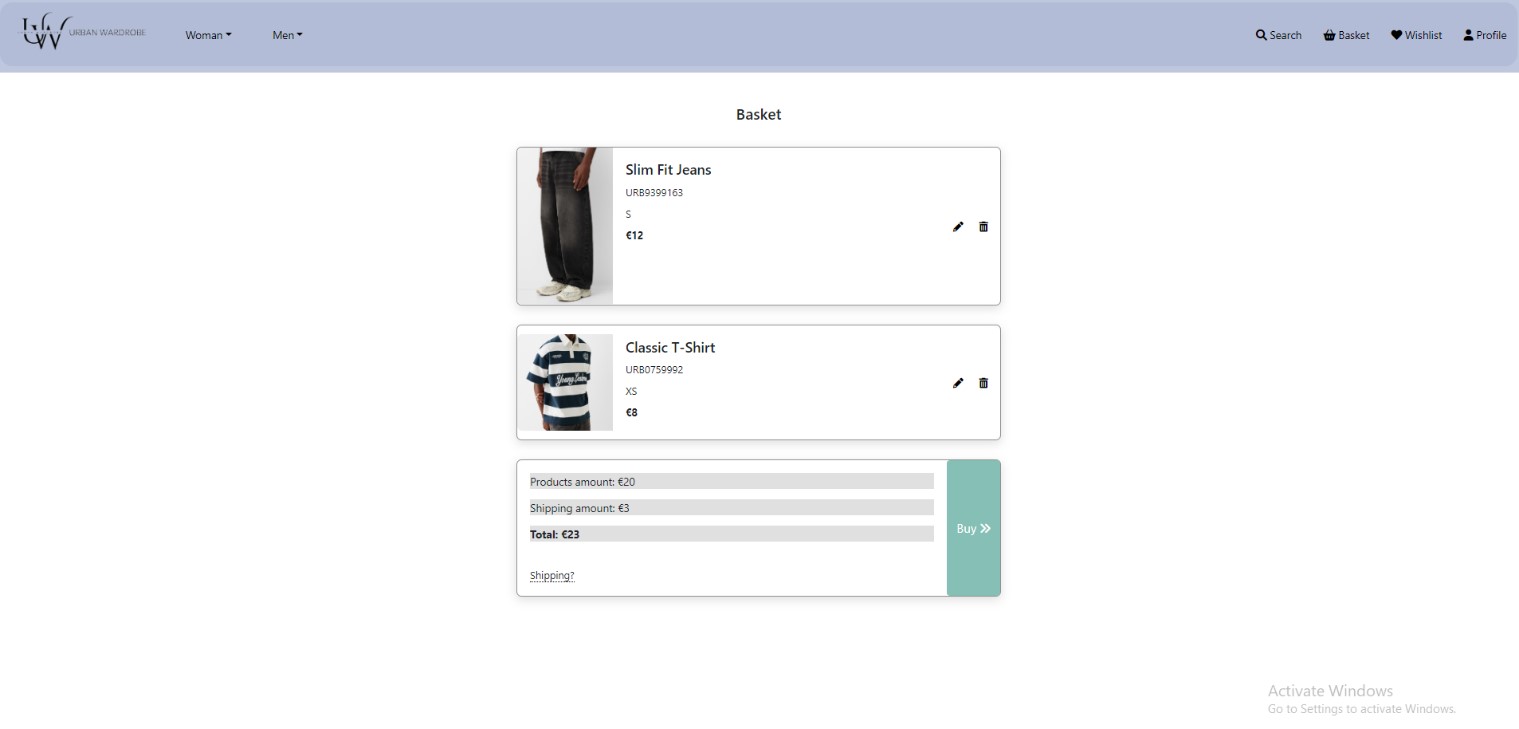 UW URBAN WARDROBE
Woman
Men
Search
Basket
Wishlist
Profile
Basket
Slim Fit Jeans
URB9399163
S
€12
Classic T-Shirt
URB0759992
XS
€8
Products amount: €20
Shipping amount: €3
Total: €23
Shipping?
Buy
Activate Windows
Go to Settings to activate Windows.